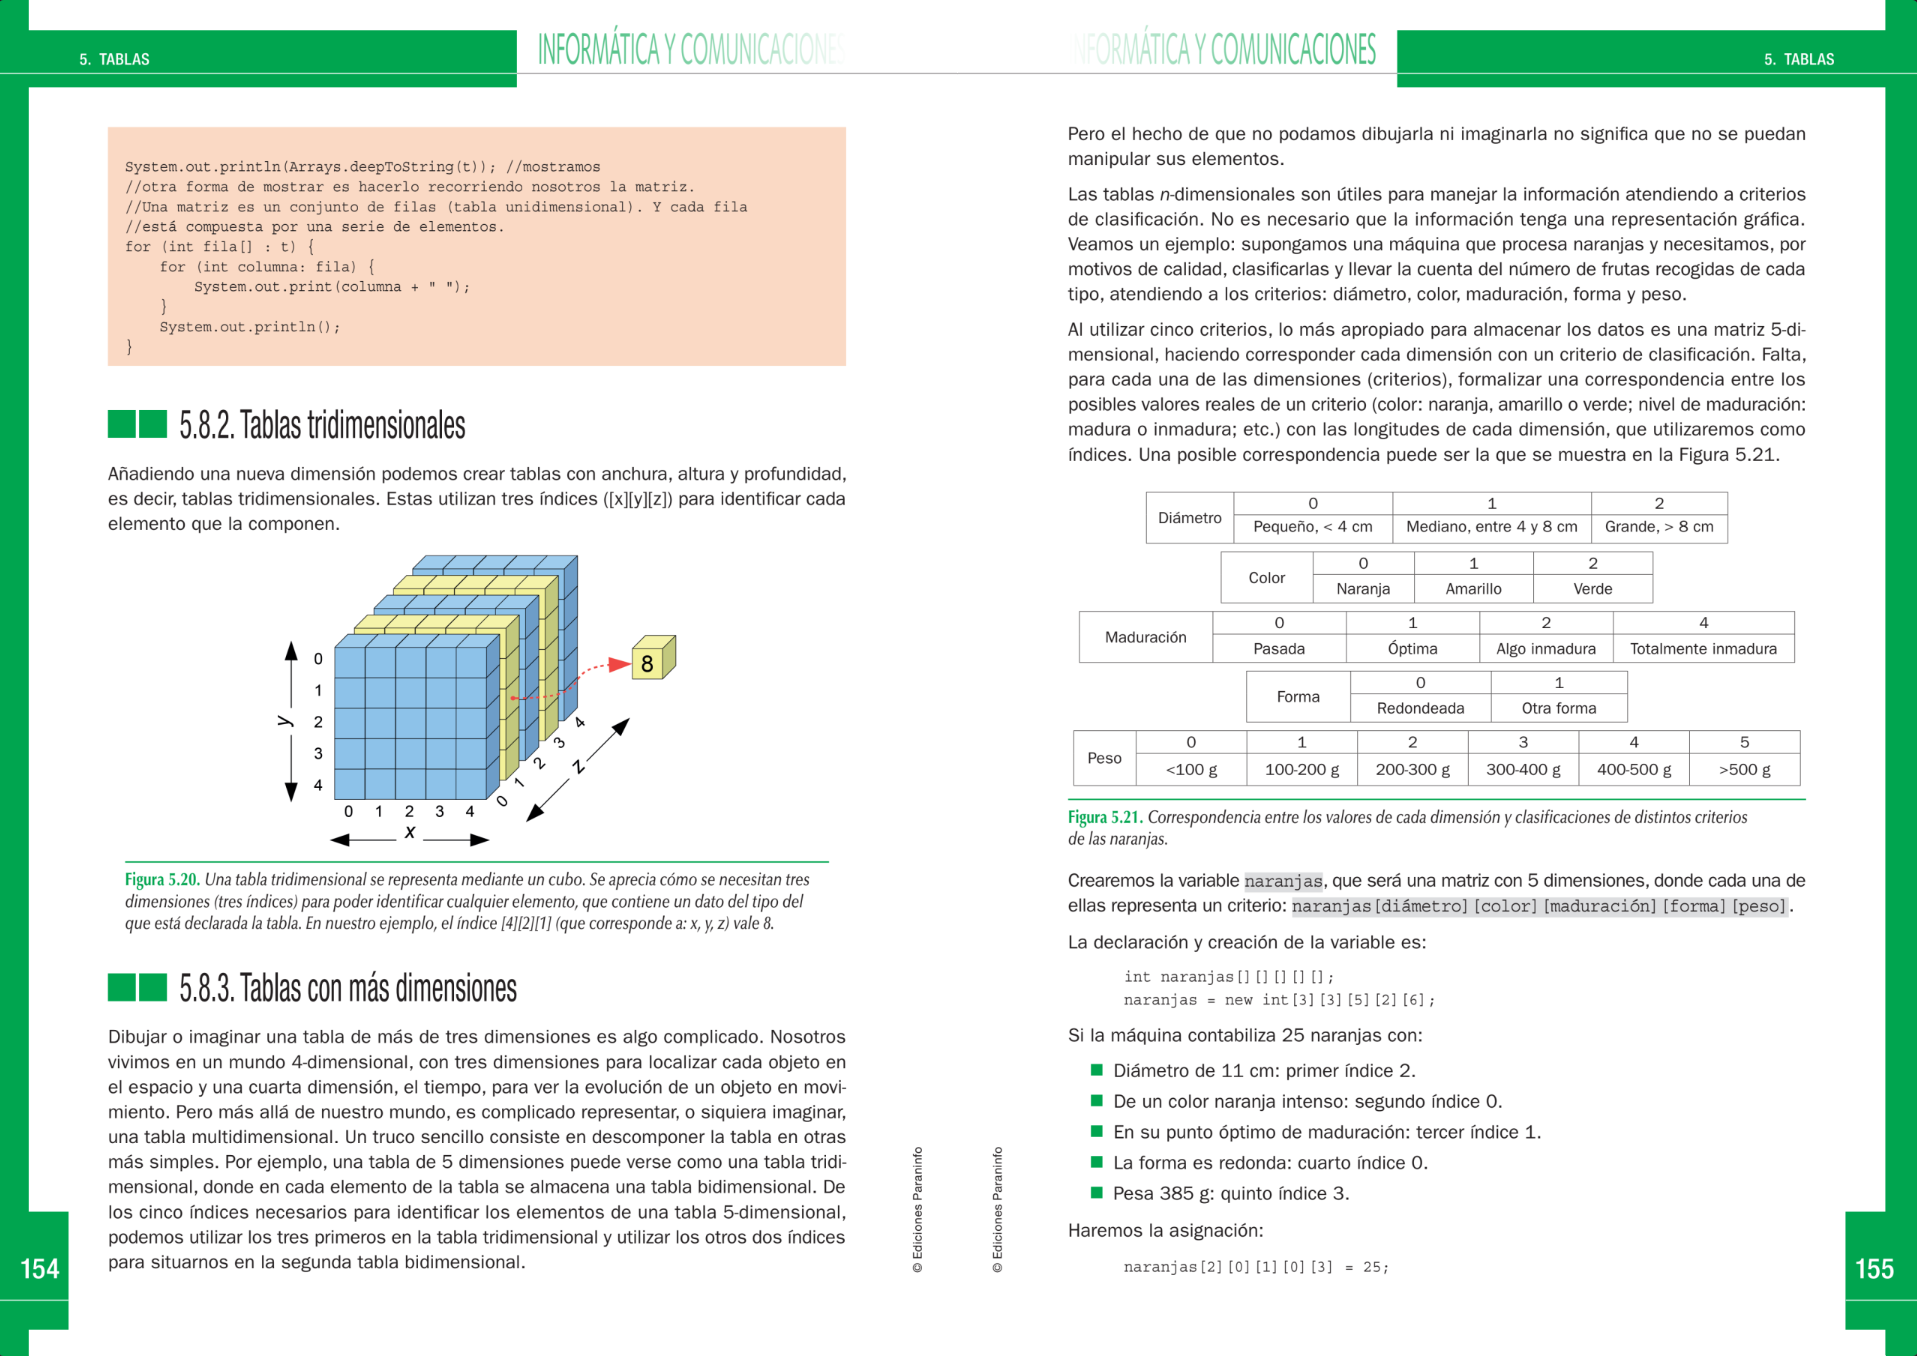 5. TABLAS
INFORMÁTICA Y COMUNICACIONES
System.out.println(Arrays.deepToString(t)); //mostramos
//otra forma de mostrar es hacerlo recorriendo nosotros la matriz.
//Una matriz es un conjunto de filas (tabla unidimensional). Y cada fila
//está compuesta por una serie de elementos.
for (int fila[] : t) {
for (int columna: fila) {
System.out.print(columna + " ");
}
System.out.println();
}
5.8.2. Tablas tridimensionales
Añadiendo una nueva dimensión podemos crear tablas con anchura, altura y profundidad,
es decir, tablas tridimensionales. Estas utilizan tres índices ([x][y][z]) para identificar cada
elemento que la componen.
8
y
0
1
2
3
4
0 1 2 3 4
x
0 1 2 3 4
z
Figura 5.20. Una tabla tridimensional se representa mediante un cubo. Se aprecia cómo se necesitan tres
dimensiones (tres índices) para poder identificar cualquier elemento, que contiene un dato del tipo del
que está declarada la tabla. En nuestro ejemplo, el índice [4][2][1] (que corresponde a: x, y, z) vale 8.
5.8.3. Tablas con más dimensiones
Dibujar o imaginar una tabla de más de tres dimensiones es algo complicado. Nosotros
vivimos en un mundo 4-dimensional, con tres dimensiones para localizar cada objeto en
el espacio y una cuarta dimensión, el tiempo, para ver la evolución de un objeto en movi-
miento. Pero más allá de nuestro mundo, es complicado representar, o siquiera imaginar,
una tabla multidimensional. Un truco sencillo consiste en descomponer la tabla en otras
más simples. Por ejemplo, una tabla de 5 dimensiones puede verse como una tabla tridi-
mensional, donde en cada elemento de la tabla se almacena una tabla bidimensional. De
los cinco índices necesarios para identificar los elementos de una tabla 5-dimensional,
podemos utilizar los tres primeros en la tabla tridimensional y utilizar los otros dos índices
para situarnos en la segunda tabla bidimensional.
© Ediciones Paraninfo
154
INFORMÁTICA Y COMUNICACIONES
5. TABLAS
Pero el hecho de que no podamos dibujarla ni imaginarla no significa que no se puedan
manipular sus elementos.
Las tablas n-dimensionales son útiles para manejar la información atendiendo a criterios
de clasificación. No es necesario que la información tenga una representación gráfica.
Veamos un ejemplo: supongamos una máquina que procesa naranjas y necesitamos, por
motivos de calidad, clasificarlas y llevar la cuenta del número de frutas recogidas de cada
tipo, atendiendo a los criterios: diámetro, color, maduración, forma y peso.
Al utilizar cinco criterios, lo más apropiado para almacenar los datos es una matriz 5-di-
mensional, haciendo corresponder cada dimensión con un criterio de clasificación. Falta,
para cada una de las dimensiones (criterios), formalizar una correspondencia entre los
posibles valores reales de un criterio (color: naranja, amarillo o verde; nivel de maduración:
madura o inmadura; etc.) con las longitudes de cada dimensión, que utilizaremos como
índices. Una posible correspondencia puede ser la que se muestra en la Figura 5.21.
Diámetro
0 1 2
Pequeño, < 4 cm Mediano, entre 4 y 8 cm Grande, > 8 cm
Color
0 1 2
Naranja Amarillo Verde
Maduración
0 1 2 4
Pasada Óptima Algo inmadura Totalmente inmadura
Forma
0 1
Redondeada Otra forma
Peso
0 1 2 3 4 5
<100 g 100-200 g 200-300 g 300-400 g 400-500 g >500 g
Figura 5.21. Correspondencia entre los valores de cada dimensión y clasificaciones de distintos criterios
de las naranjas.
Crearemos la variable naranjas, que será una matriz con 5 dimensiones, donde cada una de
ellas representa un criterio: naranjas[diámetro][color][maduración][forma][peso].
La declaración y creación de la variable es:
int naranjas[][][][][];
naranjas = new int[3][3][5][2][6];
Si la máquina contabiliza 25 naranjas con:
Diámetro de 11 cm: primer índice 2.
De un color naranja intenso: segundo índice 0.
En su punto óptimo de maduración: tercer índice 1.
La forma es redonda: cuarto índice 0.
Pesa 385 g: quinto índice 3.
Haremos la asignación:
naranjas[2][0][1][0][3] = 25;
© Ediciones Paraninfo
155